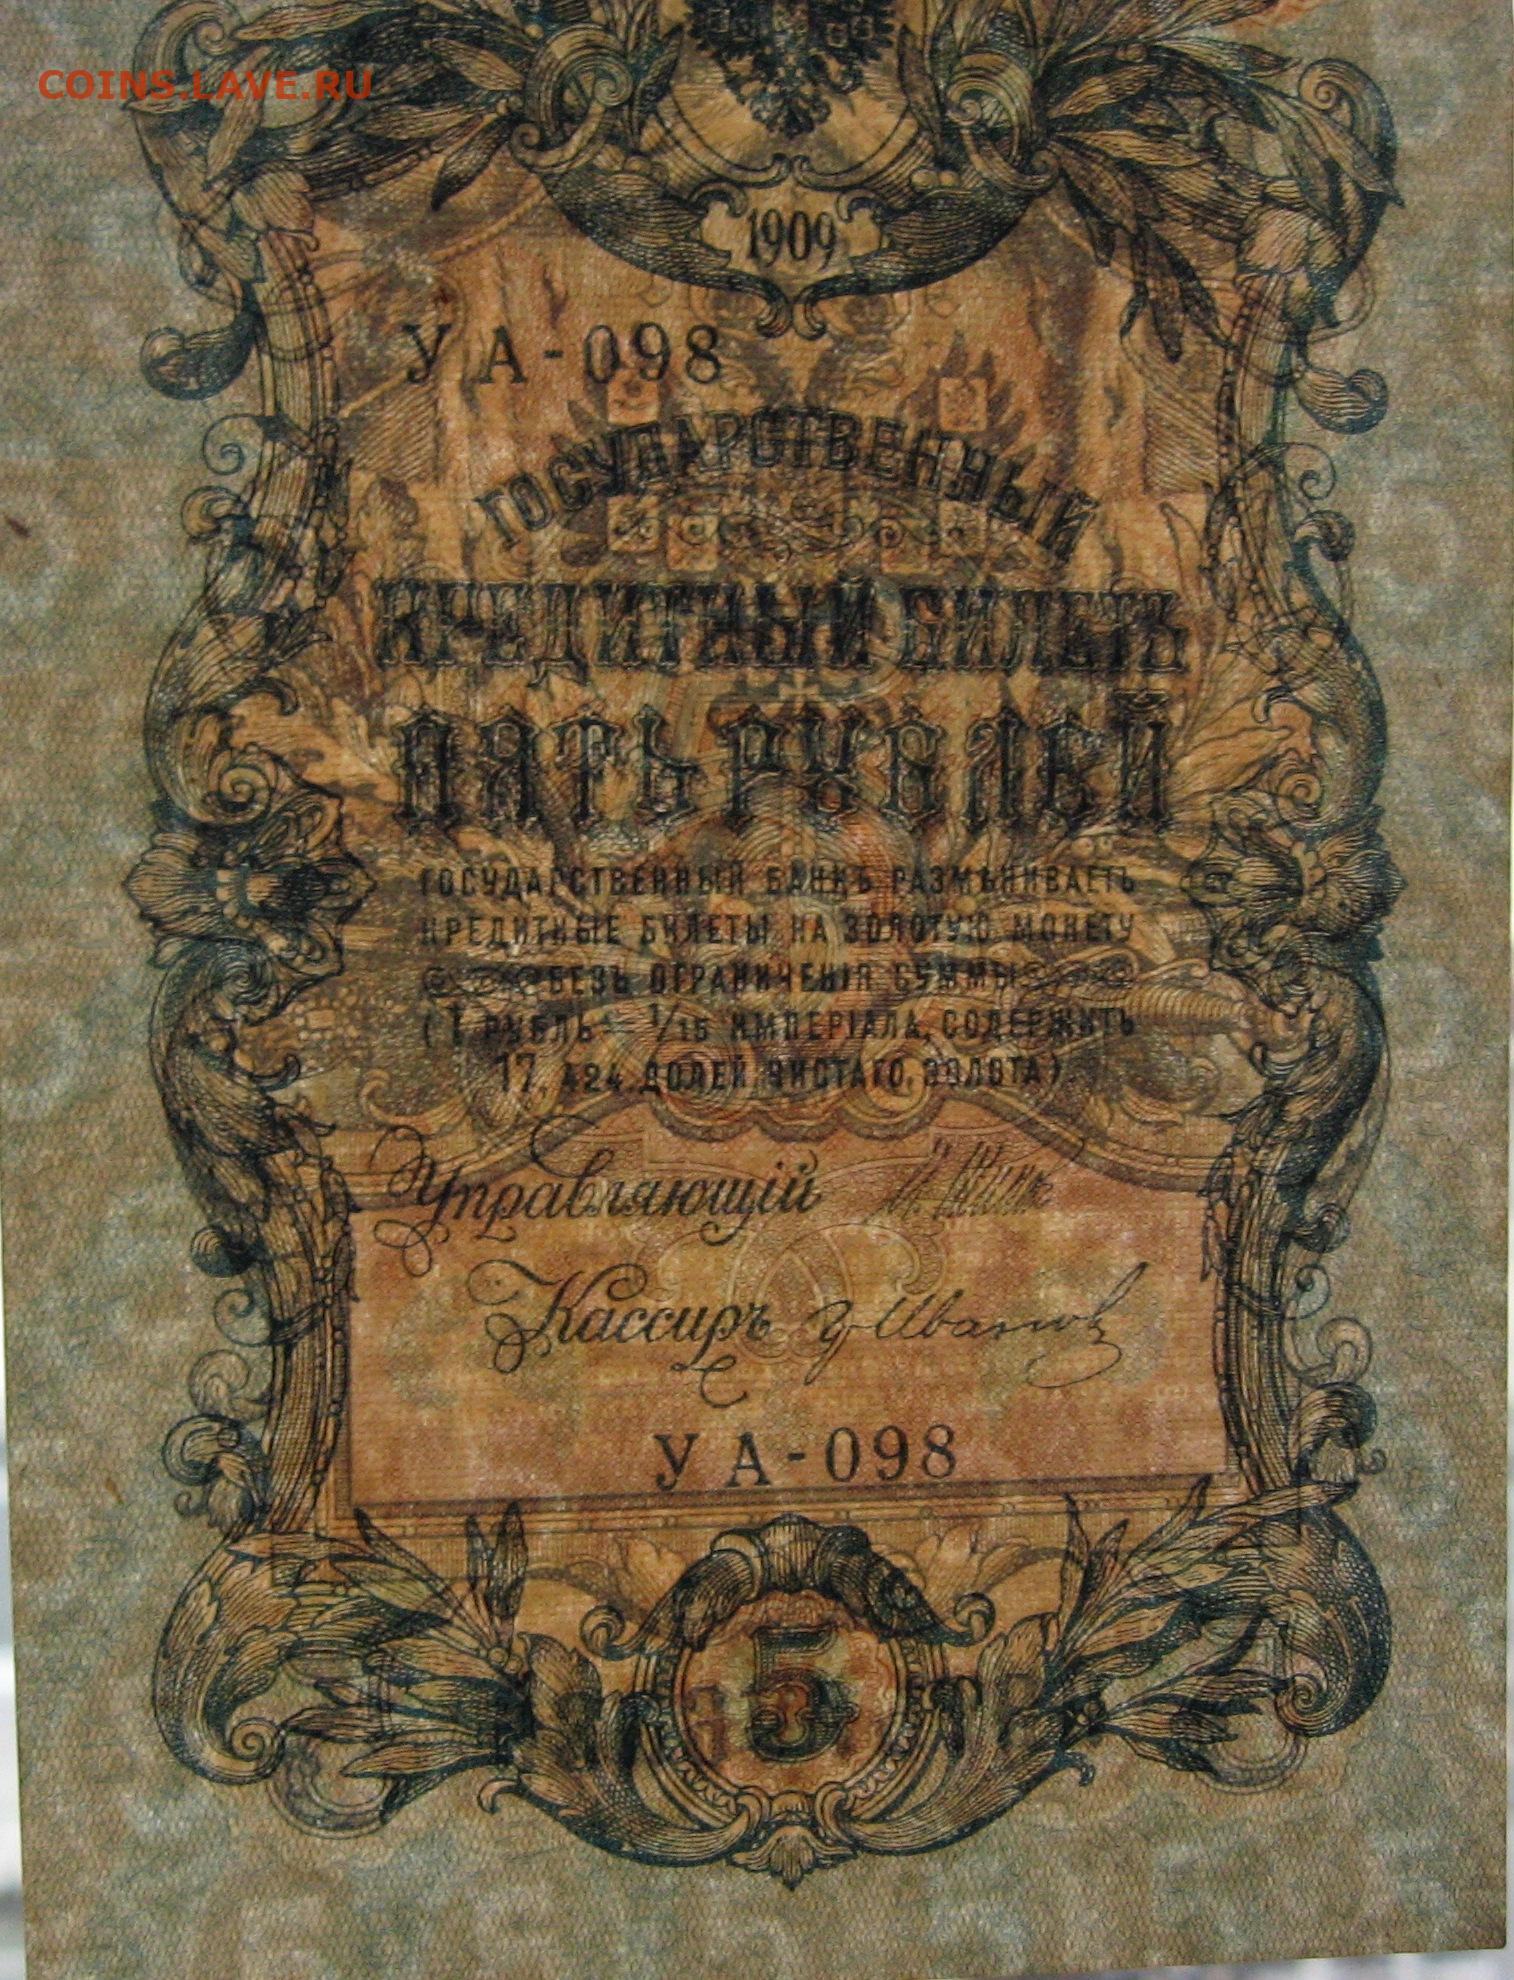 COINS.LAVE.RU
1909
УА-098
ГОСУДАРСТВЕННЫЙ
КРЕДИТНЫЙ БИЛЕТЪ
ПЯТЬ РУБЛЕЙ
ГОСУДАРСТВЕННЫЙ БАНКЪ РАЗМѢНИВАЕТЪ
КРЕДИТНЫЕ БИЛЕТЫ НА ЗОЛОТУЮ МОНЕТУ
БЕЗЪ ОГРАНИЧЕНІЯ СУММЫ
(1 РУБЛЬ = 1/15 ИМПЕРІАЛА, СОДЕРЖИТЪ
17,424 ДОЛЕЙ ЧИСТАГО ЗОЛОТА).
Управляющій
Кассиръ Гр Иванов
УА-098
5